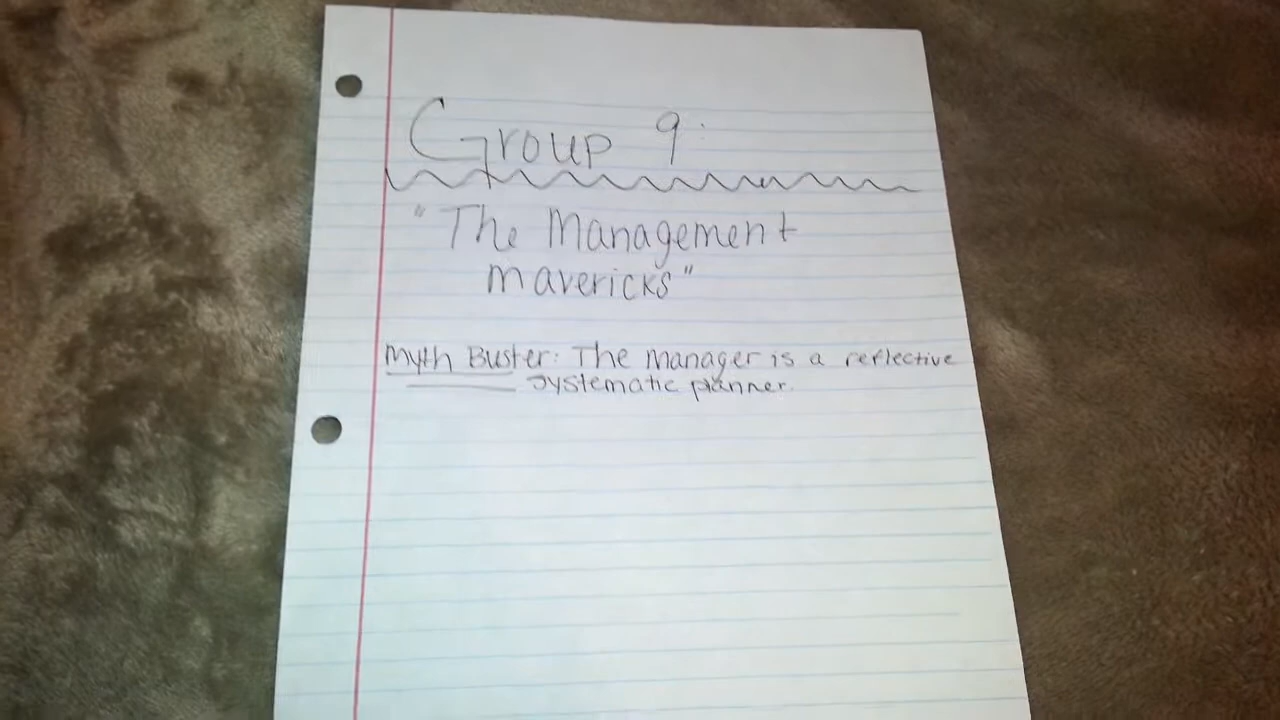 Group 9:
"The Management
Mavericks"
Myth Buster: The manager is a reflective
systematic planner.